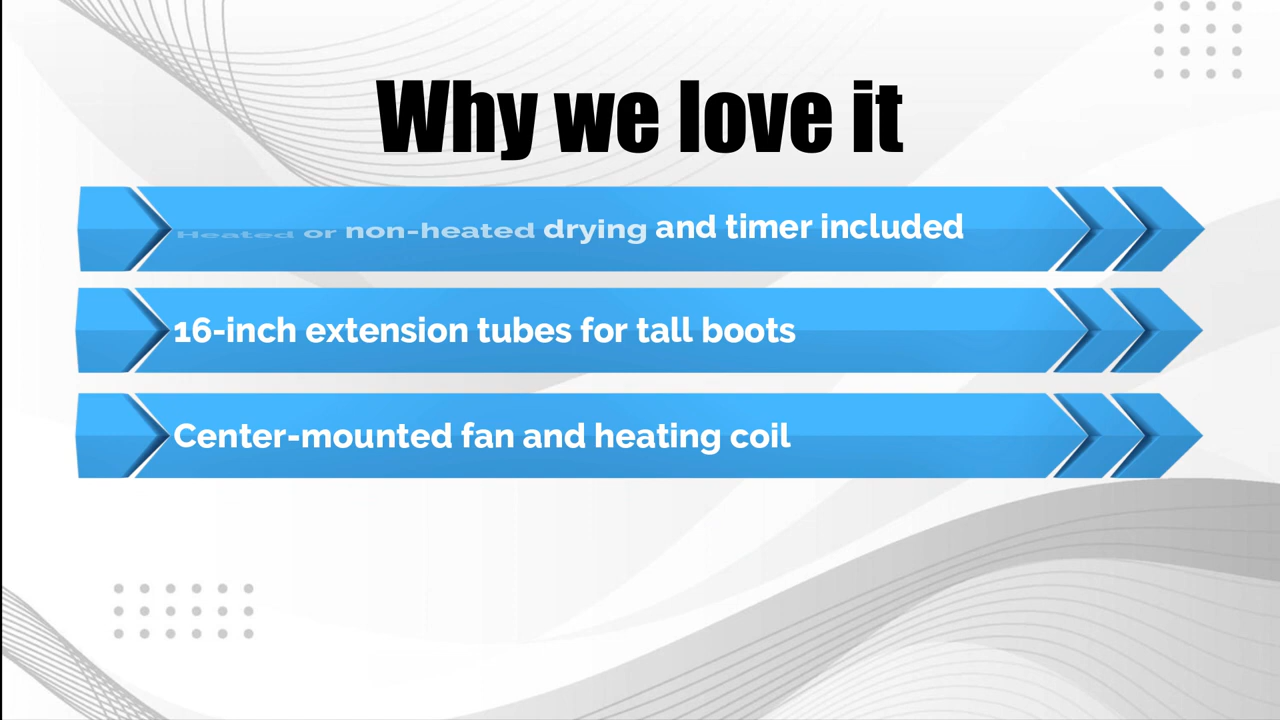 Why we love it
Heated or non-heated drying and timer included
16-inch extension tubes for tall boots
Center-mounted fan and heating coil